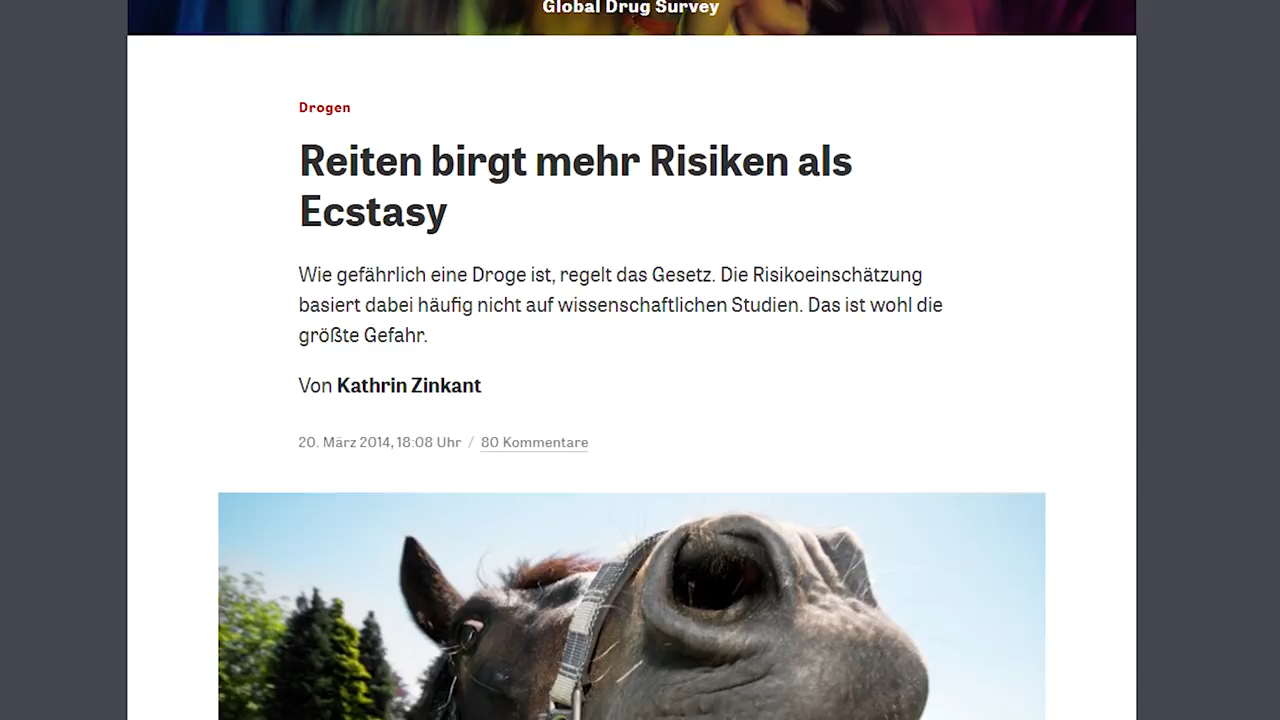 Global Drug Survey
Drogen
Reiten birgt mehr Risiken als
Ecstasy
Wie gefährlich eine Droge ist, regelt das Gesetz. Die Risikoeinschätzung
basiert dabei häufig nicht auf wissenschaftlichen Studien. Das ist wohl die
größte Gefahr.
Von Kathrin Zinkant
20. März 2014, 18:08 Uhr / 80 Kommentare